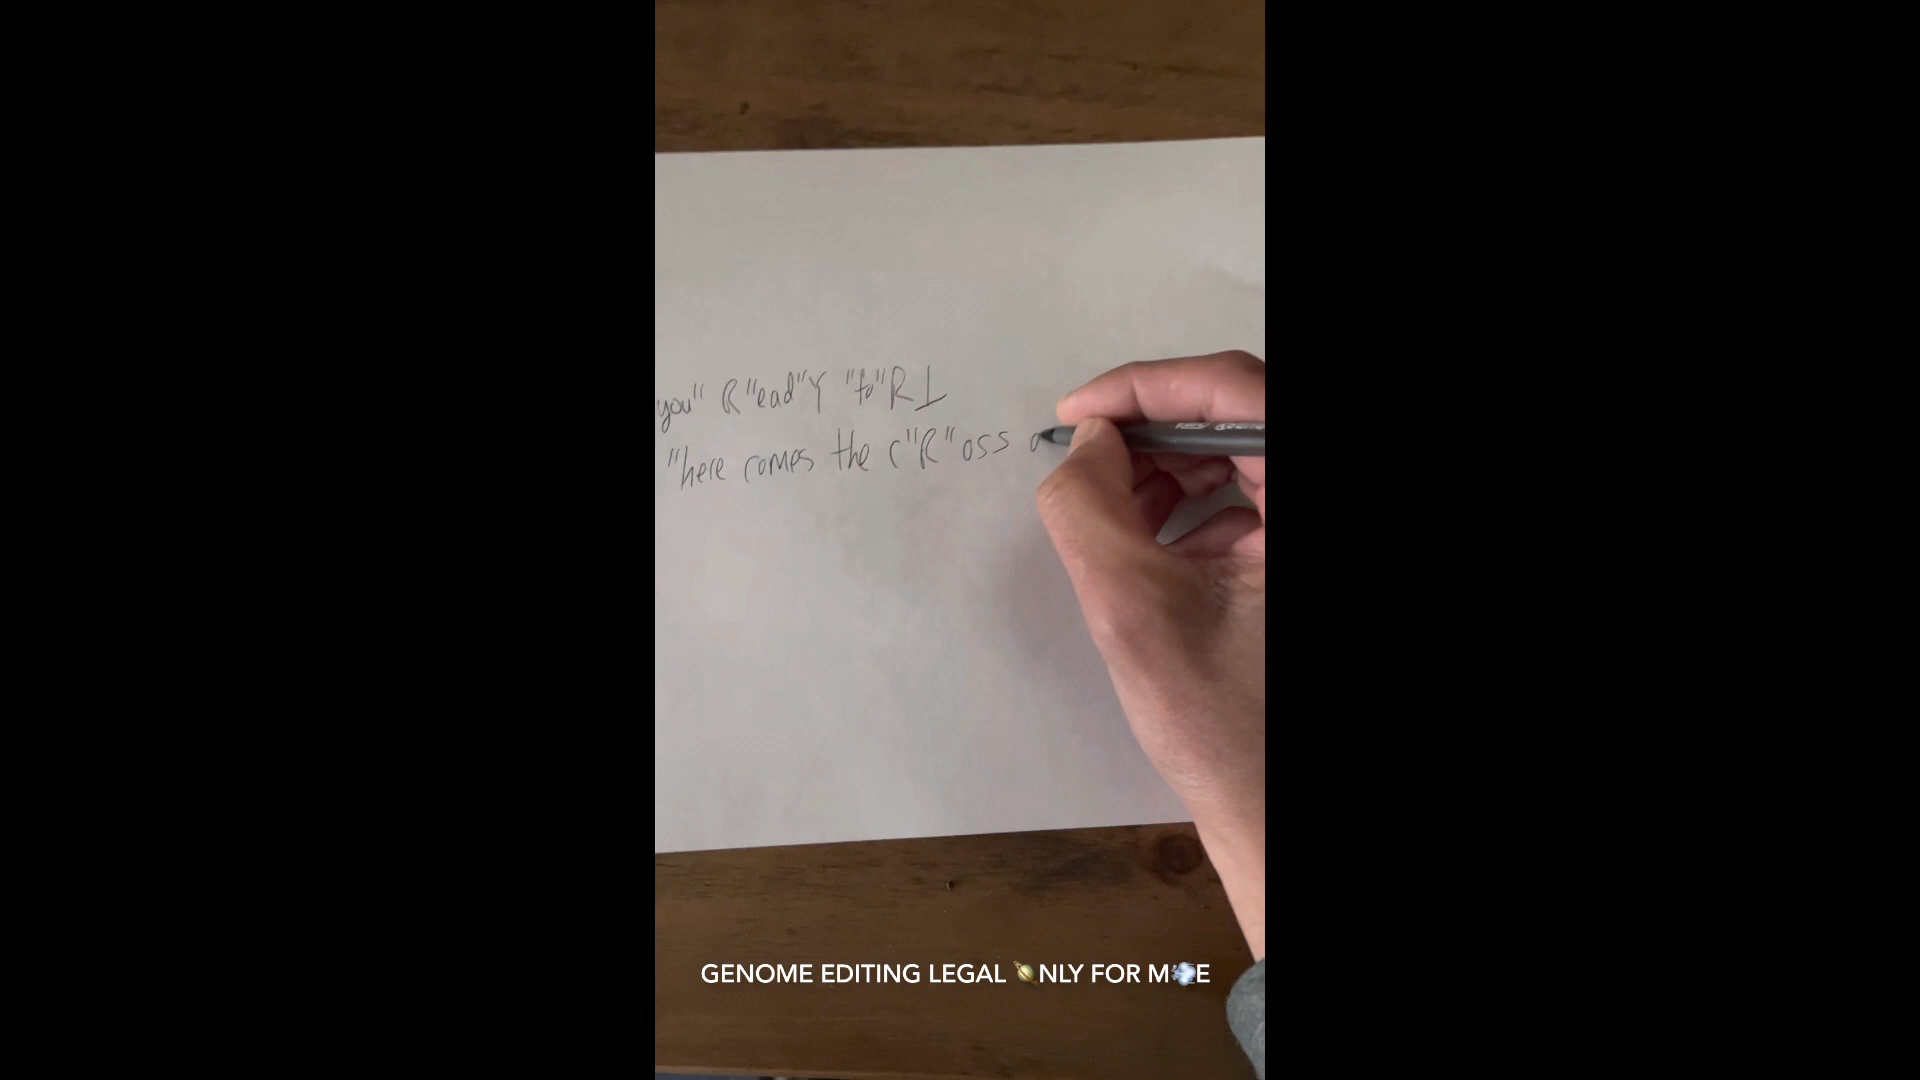 you" R"ead"Y "to" R I
"here comes the c"R"oss a
GENOME EDITING LEGAL 🪐NLY FOR M🌬️E